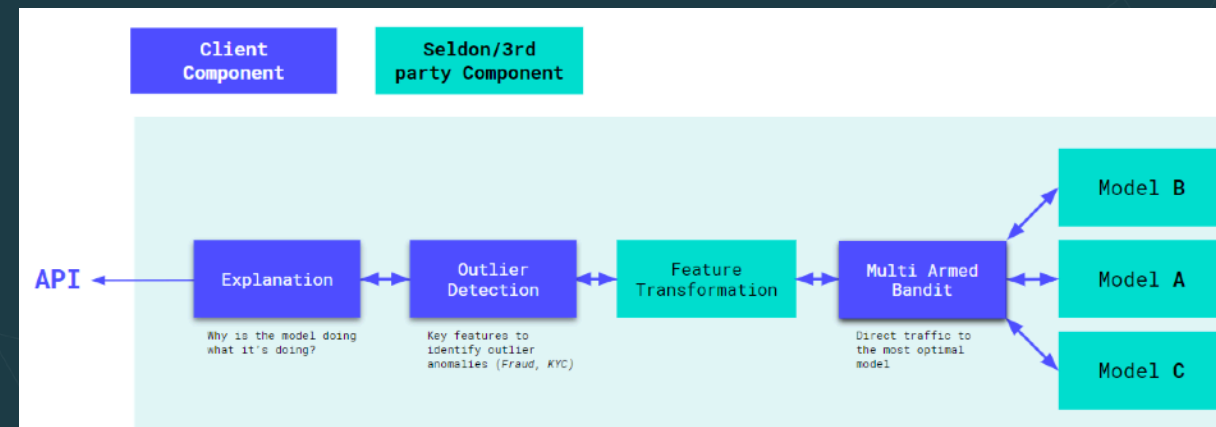 Client
Component
Seldon/3rd
party Component
API
Explanation
Why is the model doing
what it's doing?
Outlier
Detection
Key features to
identify outlier
anomalies (Fraud, KYC)
Feature
Transformation
Multi Armed
Bandit
Direct traffic to
the most optimal
model
Model B
Model A
Model C